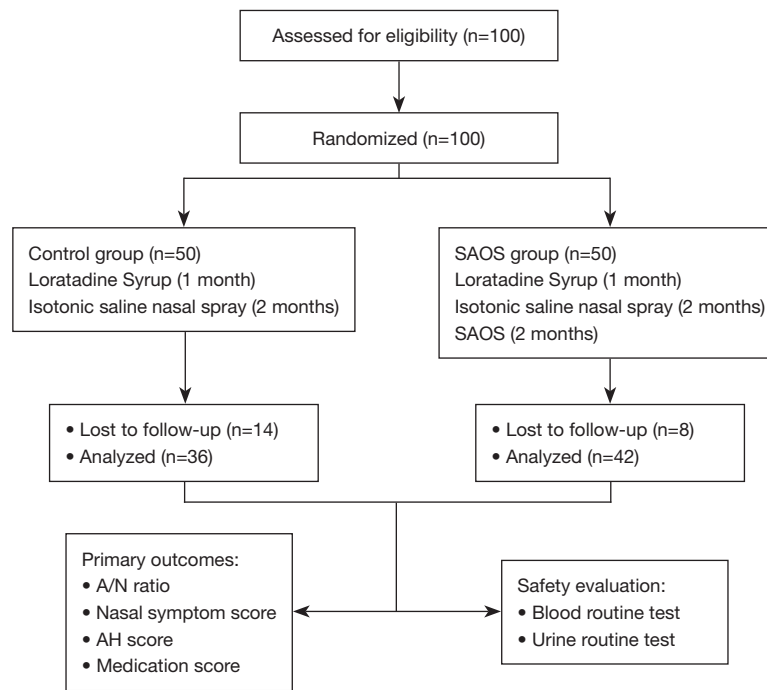 Assessed for eligibility (n=100)
Randomized (n=100)
Control group (n=50)
Loratadine Syrup (1 month)
Isotonic saline nasal spray (2 months)
SAOS group (n=50)
Loratadine Syrup (1 month)
Isotonic saline nasal spray (2 months)
SAOS (2 months)
• Lost to follow-up (n=14)
• Analyzed (n=36)
• Lost to follow-up (n=8)
• Analyzed (n=42)
Primary outcomes:
• A/N ratio
• Nasal symptom score
• AH score
• Medication score
Safety evaluation:
• Blood routine test
• Urine routine test